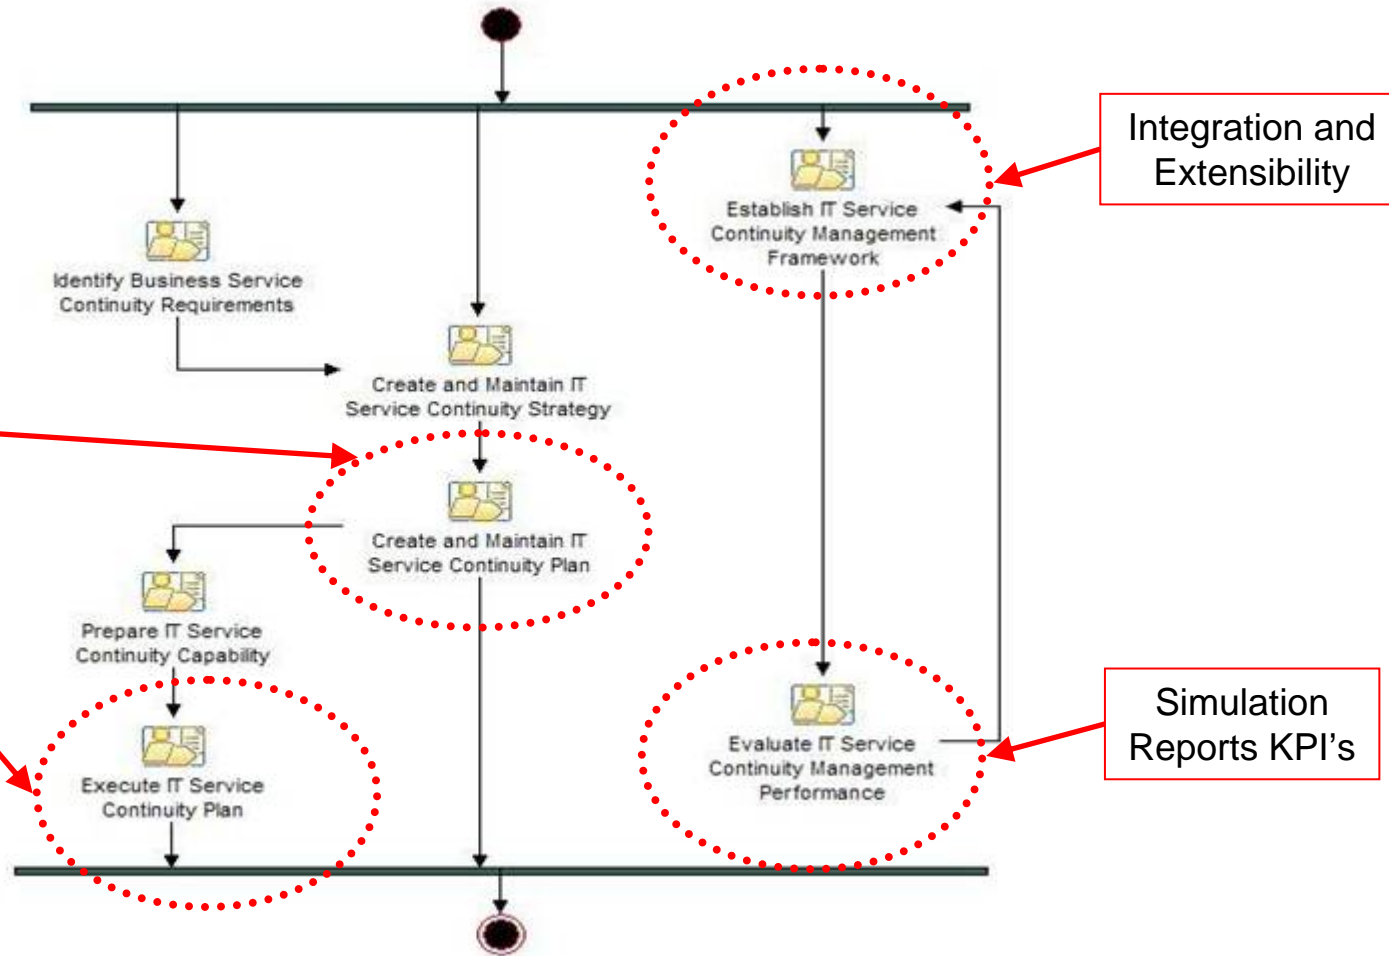 Integration and
Extensibility
Establish IT Service
Continuity Management
Framework
Identify Business Service
Continuity Requirements
Create and Maintain IT
Service Continuity Strategy
Create and Maintain IT
Service Continuity Plan
Prepare IT Service
Continuity Capability
Execute IT Service
Continuity Plan
Evaluate IT Service
Continuity Management
Performance
Simulation
Reports KPI's